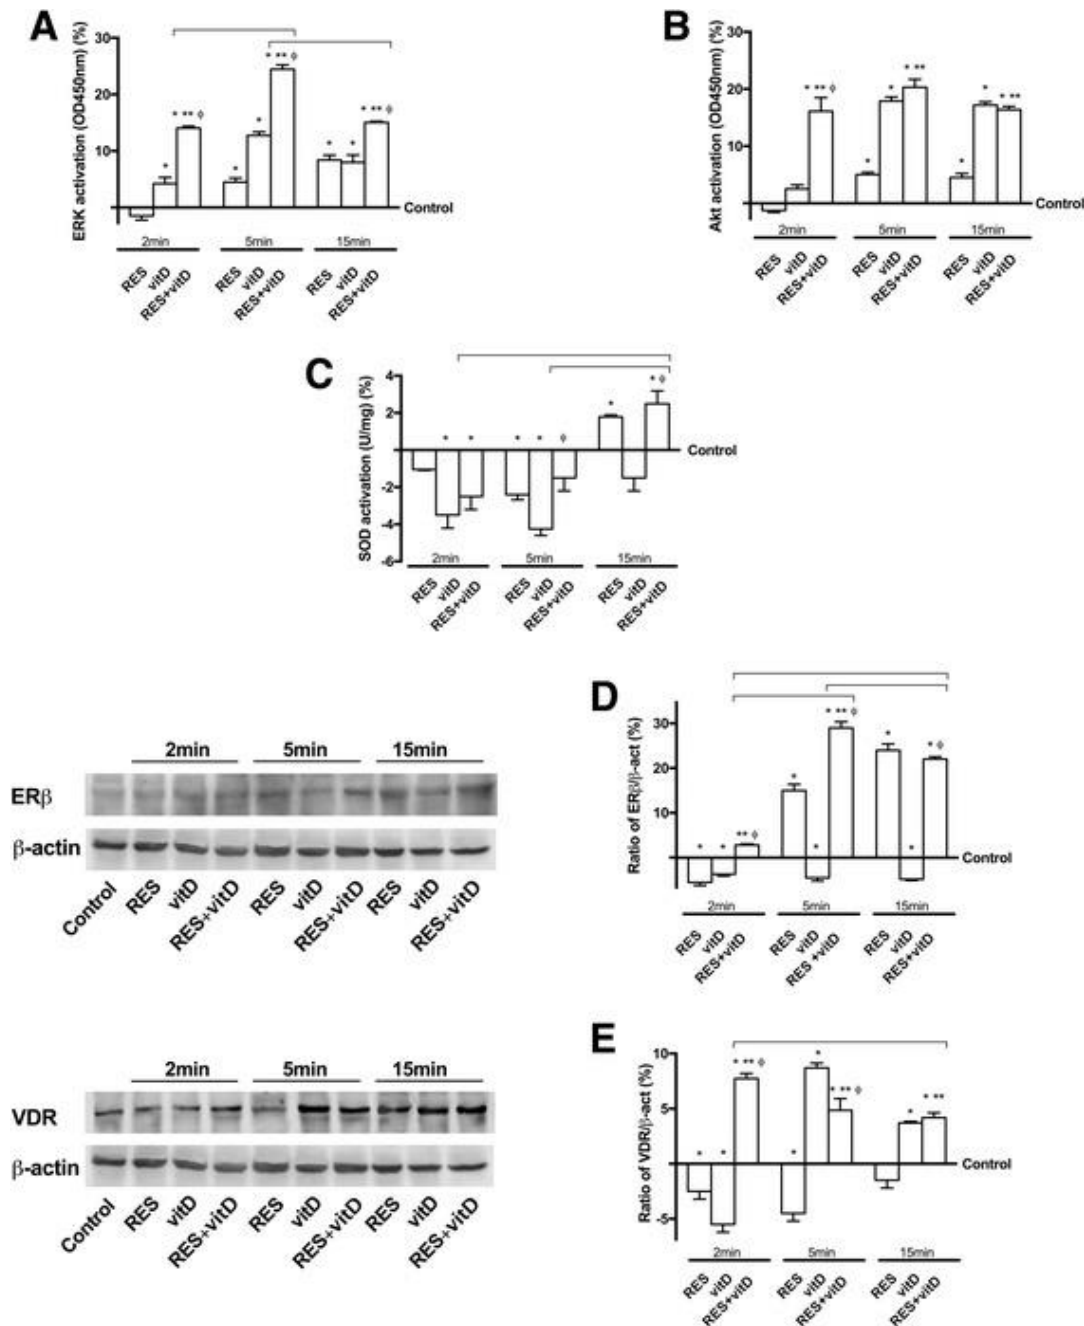 A
ERK activation (OD450nm) (%)
30
20
10
* ** ϕ
* ** ϕ
* ** ϕ
*
*
*
*
*
Control
2min
5min
15min
RES
vitD
RES+vitD
RES
vitD
RES+vitD
RES
vitD
RES+vitD
B
Akt activation (OD450nm) (%)
30
20
10
* ** ϕ
*
*
* **
*
*
* **
Control
2min
5min
15min
RES
vitD
RES+vitD
RES
vitD
RES+vitD
RES
vitD
RES+vitD
C
SOD activation (U/mg) (%)
4
2
-2
-4
-6
*
*
*
*
ϕ
*
* ϕ
Control
2min
5min
15min
RES
vitD
RES+vitD
RES
vitD
RES+vitD
RES
vitD
RES+vitD
2min
5min
15min
ERβ
β-actin
Control
RES
vitD
RES+vitD
RES
vitD
RES+vitD
RES
vitD
RES+vitD
D
Ratio of ERβ/β-act (%)
30
20
10
*
*
** ϕ
*
*
* ** ϕ
*
*
* ϕ
Control
2min
5min
15min
RES
vitD
RES+vitD
RES
vitD
RES +vitD
RES
vitD
RES+vitD
2min
5min
15min
VDR
β-actin
Control
RES
vitD
RES+vitD
RES
vitD
RES+vitD
RES
vitD
RES+vitD
E
Ratio of VDR/β-act (%)
10
5
-5
*
*
* ** ϕ
*
*
* ** ϕ
*
* **
Control
2min
5min
15min
RES
vitD
RES+vitD
RES
vitD
RES+vitD
RES
vitD
RES+vitD